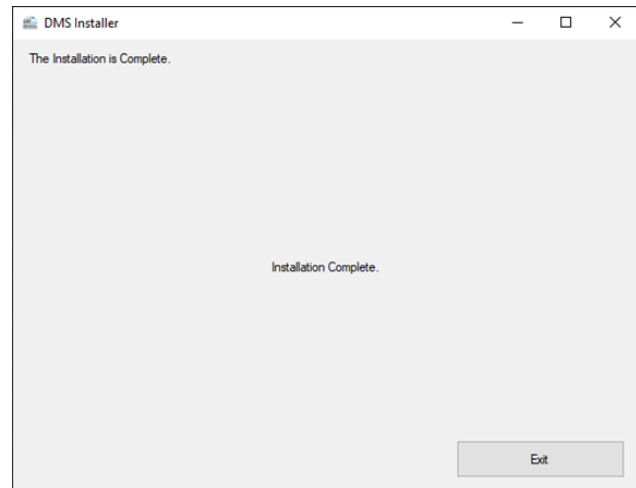 DMS Installer
The Installation is Complete.
Installation Complete.
Exit